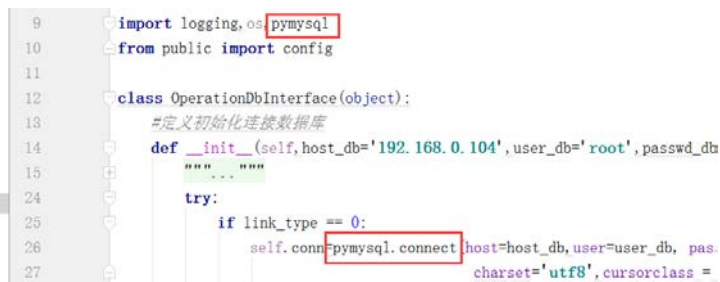 9 import logging,os,pymysql
10 from public import config
11
12 class OperationDbInterface(object):
13 #定义初始化连接数据库
14 def __init__(self,host_db='192.168.0.104',user_db='root',passwd_db
15 """..."""
24 try:
25 if link_type == 0:
26 self.conn=pymysql.connect(host=host_db,user=user_db, pas
27 charset='utf8',cursorclass =